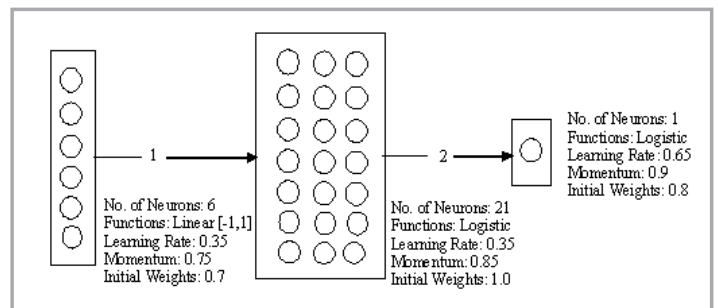 1
No. of Neurons: 6
Functions: Linear [-1,1]
Learning Rate: 0.35
Momentum: 0.75
Initial Weights: 0.7
2
No. of Neurons: 21
Functions: Logistic
Learning Rate: 0.35
Momentum: 0.85
Initial Weights: 1.0
No. of Neurons: 1
Functions: Logistic
Learning Rate: 0.65
Momentum: 0.9
Initial Weights: 0.8